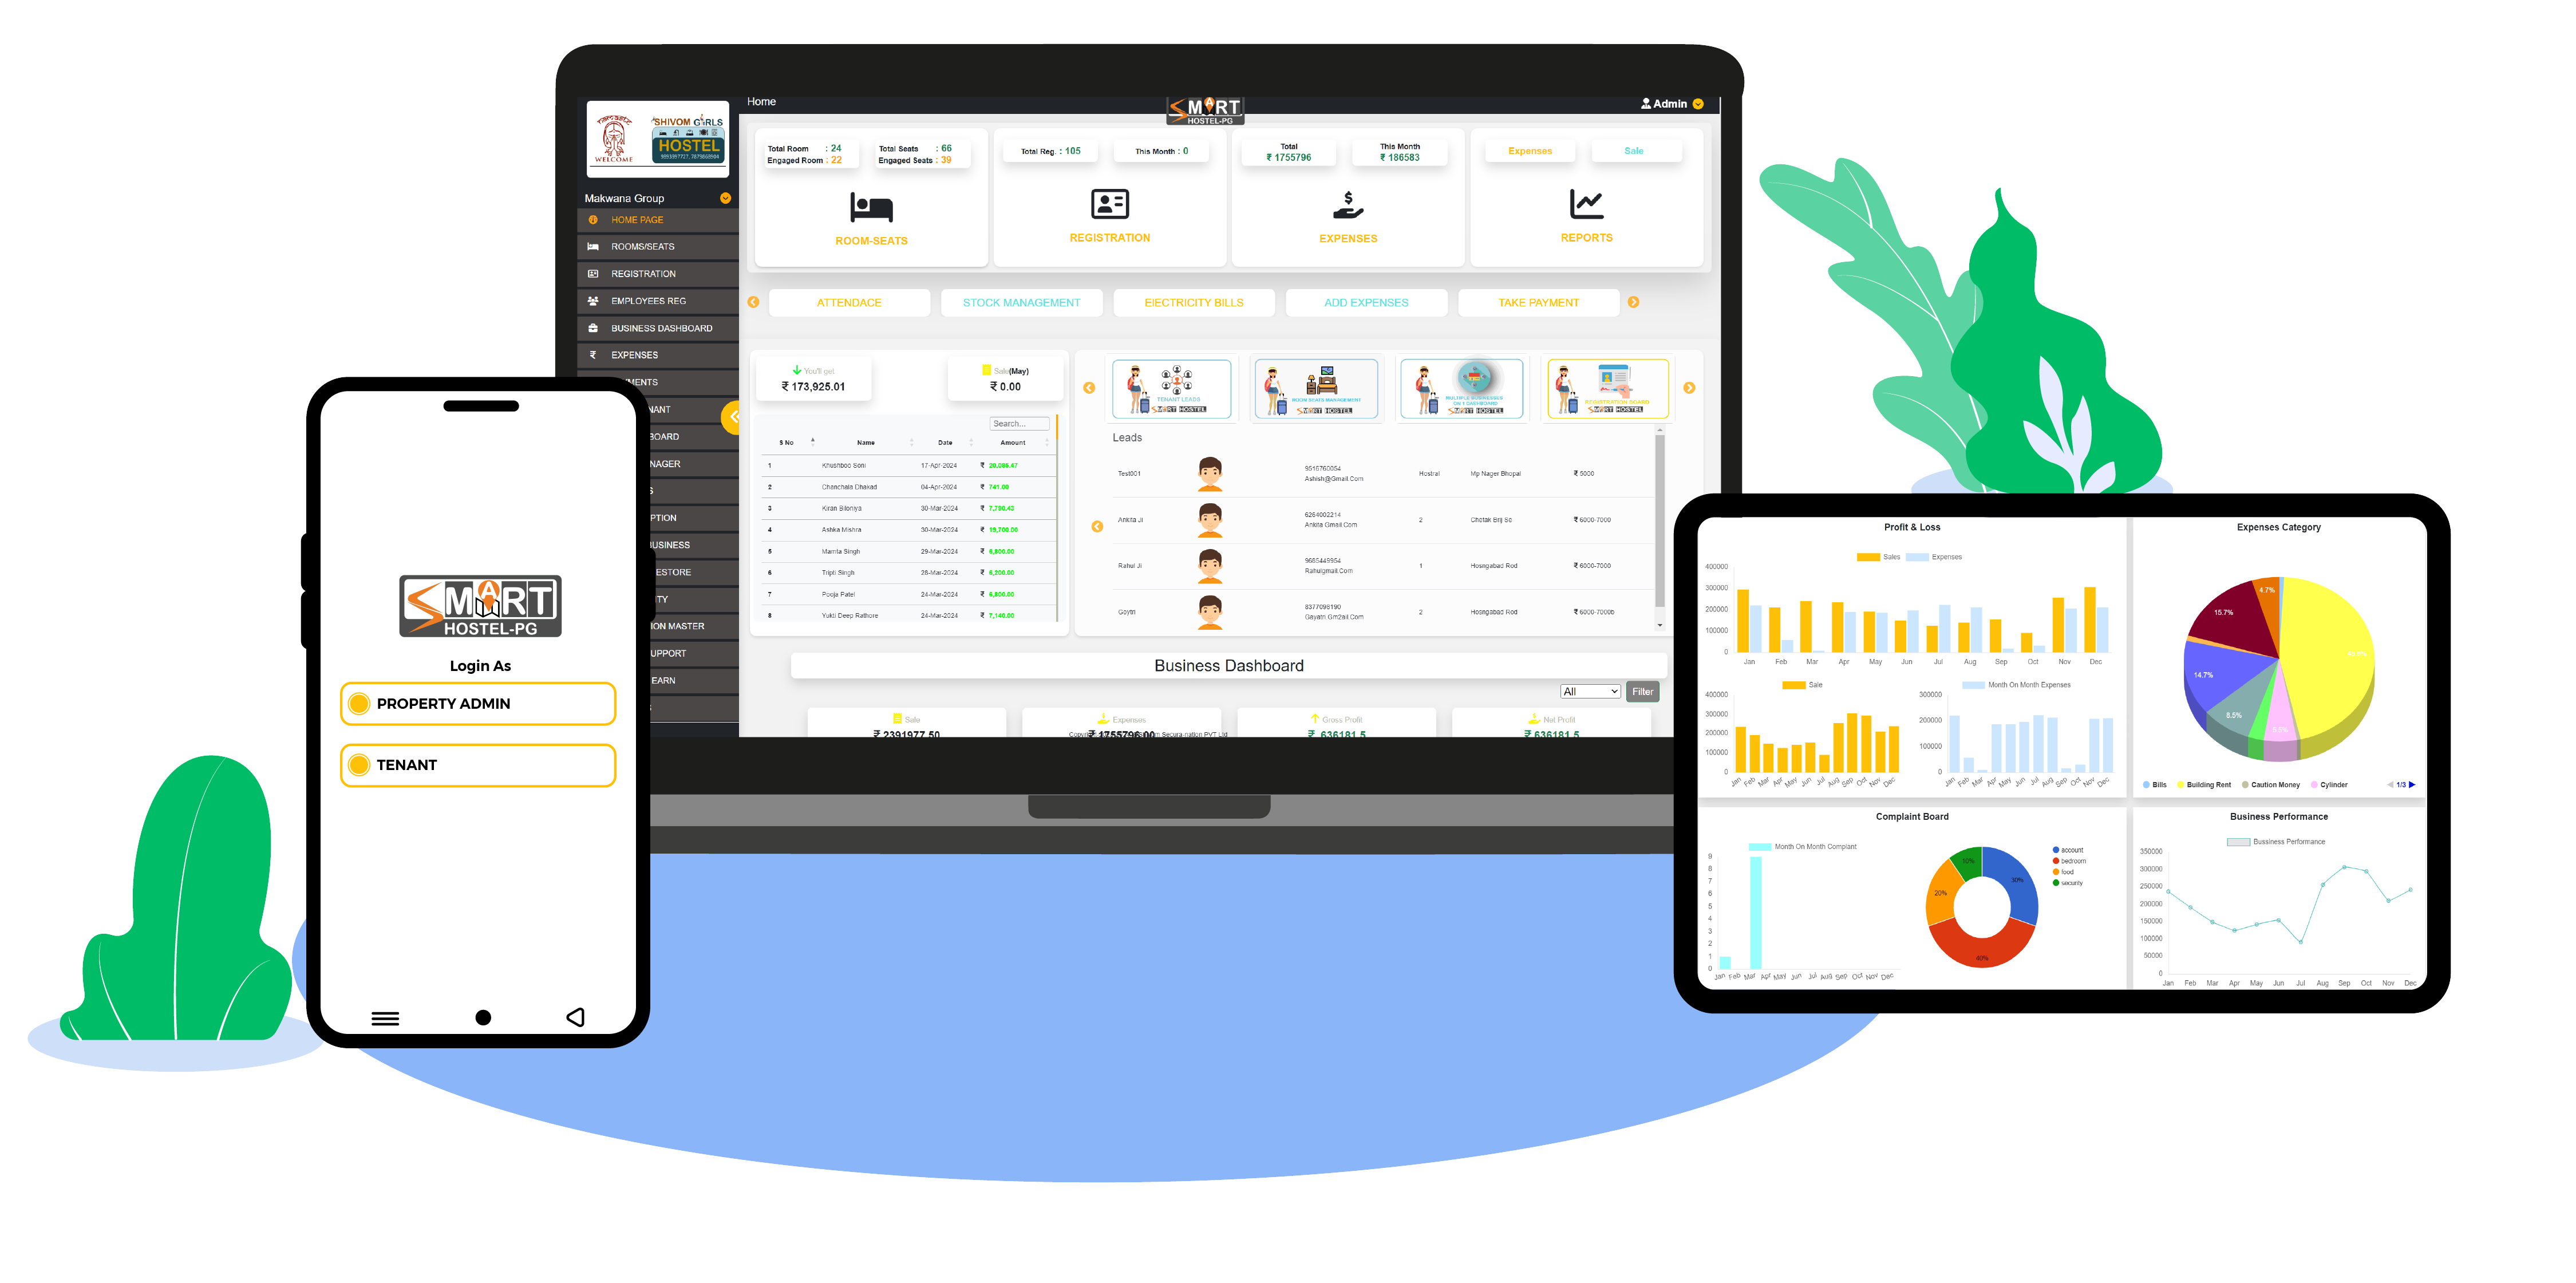 Home
SMART
HOSTEL-PG
Admin
WELCOME
SHIVOM GIRLS
HOSTEL
Makwana Group
HOME PAGE
ROOMS/SEATS
REGISTRATION
EMPLOYEES REG
BUSINESS DASHBOARD
EXPENSES
MENTS
NANT
BOARD
NAGER
S
PTION
USINESS
ESTORE
TY
ION MASTER
UPPORT
EARN
Total Room : 24
Engaged Room : 22
Total Seats : 66
Engaged Seats : 39
ROOM-SEATS
Total Reg. : 105
This Month : 0
REGISTRATION
Total
₹ 1755796
This Month
₹ 186583
EXPENSES
Expenses
Sale
REPORTS
ATTENDACE
STOCK MANAGEMENT
ElECTRICITY BILLS
ADD EXPENSES
TAKE PAYMENT
You'll get
₹ 173,925.01
Sale(May)
₹ 0.00
Search...
S No Name Date Amount
1 Khushboo Soni 17-Apr-2024 ₹ 20,086.47
2 Chanchala Dhakad 04-Apr-2024 ₹ 741.00
3 Kiran Siloniya 30-Mar-2024 ₹ 7,700.43
4 Ashka Mishra 30-Mar-2024 ₹ 19,700.00
5 Mamta Singh 29-Mar-2024 ₹ 6,800.00
6 Tripti Singh 28-Mar-2024 ₹ 6,200.00
7 Pooja Patel 24-Mar-2024 ₹ 6,800.00
8 Yukti Deep Rathore 24-Mar-2024 ₹ 7,140.00
TENANT LEADS
SMART HOSTEL
ROOM SEATS MANAGEMENT
SMART HOSTEL
MULTIPLE BUSINESSES
ON 1 DASHBOARD
SMART HOSTEL
REGISTRATION BOARD
SMART HOSTEL
Leads
Test001 9516760054 Hostral Mp Nager Bhopal ₹ 5000
Ashish@Gmail.Com
Ankita Ji 6264002214 2 Chetak Brij Se ₹ 6000-7000
Ankita Gmail.Com
Rahul Ji 9685449954 1 Hosngabad Rod ₹ 6000-7000
Rahulgmail.Com
Goytri 8377096190 2 Hosngabad Rod ₹ 6000-7000b
Gayatri Gm2ail.Com
Business Dashboard
All
Filter
Sale
₹ 2391977.50
Expenses
₹ 1755796.00
Gross Profit
₹ 636181.5
Net Profit
₹ 636181.5
SMART
HOSTEL-PG
Login As
PROPERTY ADMIN
TENANT
Profit & Loss
Sales Expenses
400000
300000
200000
100000
0
Jan Feb Mar Apr May Jun Jul Aug Sep Oct Nov Dec
Sale
400000
300000
200000
100000
0
Jan Feb Mar Apr May Jun Jul Aug Sep Oct Nov Dec
Month On Month Expenses
300000
200000
100000
0
Jan Feb Mar Apr May Jun Jul Aug Sep Oct Nov Dec
Expenses Category
4.7%
15.7%
14.7%
8.5%
5.5%
Bills Building Rent Caution Money Cylinder 1/3
Complaint Board
Month On Month Complant
9
8
7
6
5
4
3
2
1
0
Jan Feb Mar Apr May Jun Jul Aug Sep Oct Nov Dec
10%
30%
20%
40%
account
bedroom
food
security
Business Performance
Bussiness Performance
350000
300000
250000
200000
150000
100000
50000
0
Jan Feb Mar Apr May Jun Jul Aug Sep Oct Nov Dec